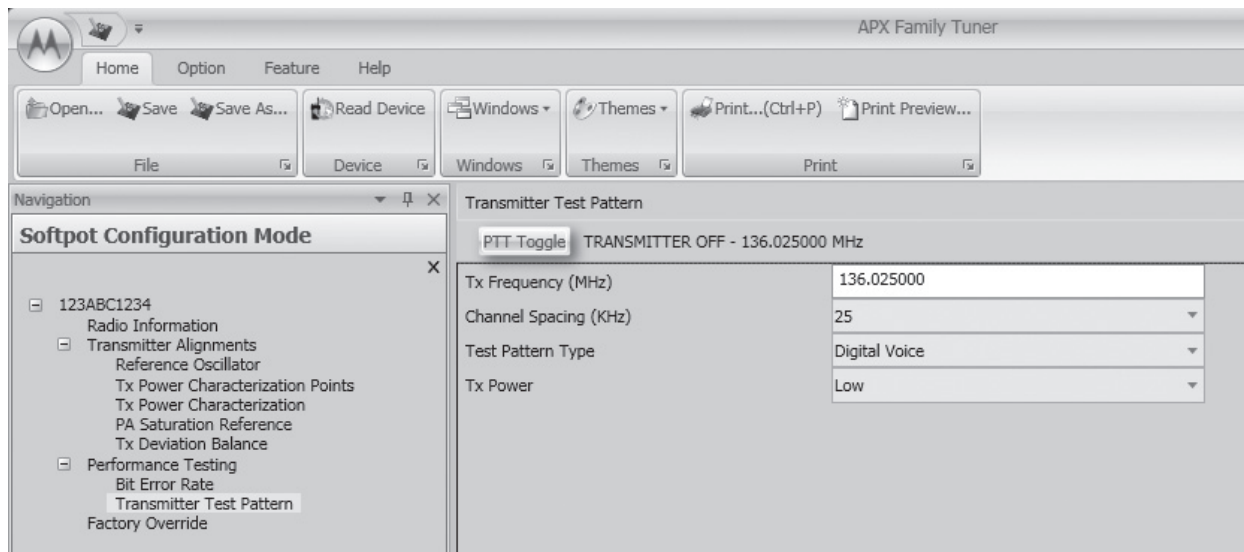 APX Family Tuner
Home Option Feature Help
Open... Save Save As... Read Device Windows Themes Print...(Ctrl+P) Print Preview...
File Device Windows Themes Print
Navigation
Softpot Configuration Mode
123ABC1234
Radio Information
Transmitter Alignments
Reference Oscillator
Tx Power Characterization Points
Tx Power Characterization
PA Saturation Reference
Tx Deviation Balance
Performance Testing
Bit Error Rate
Transmitter Test Pattern
Factory Override
Transmitter Test Pattern
PTT Toggle TRANSMITTER OFF - 136.025000 MHz
Tx Frequency (MHz) 136.025000
Channel Spacing (KHz) 25
Test Pattern Type Digital Voice
Tx Power Low